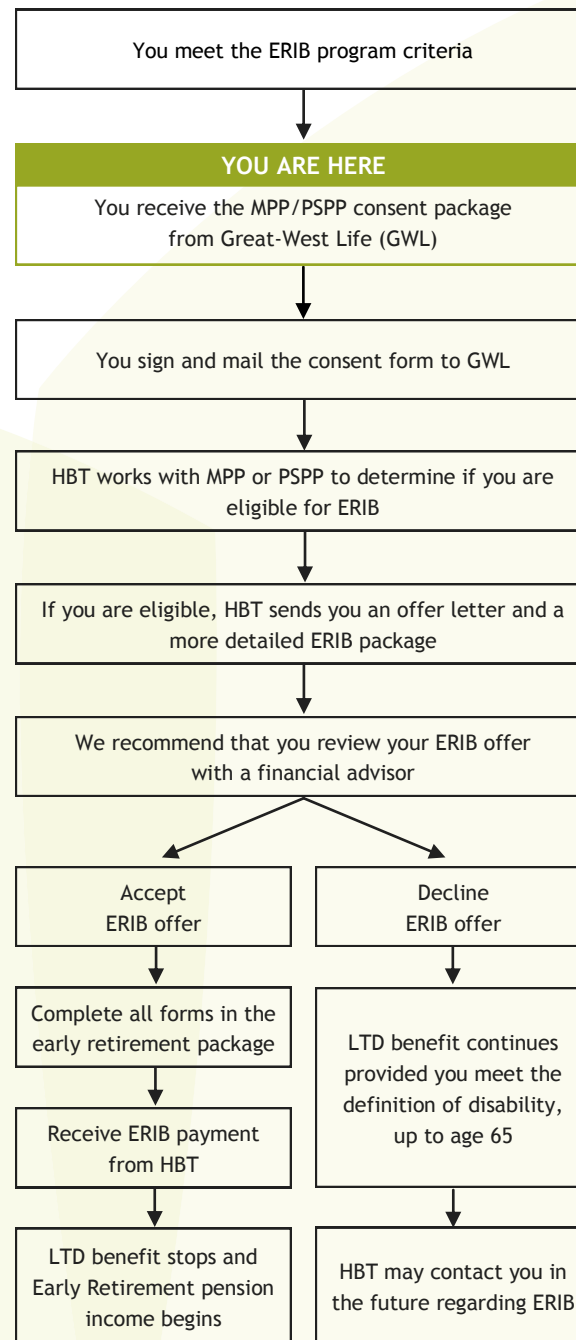 You meet the ERIB program criteria
YOU ARE HERE
You receive the MPP/PSPP consent package
from Great-West Life (GWL)
You sign and mail the consent form to GWL
HBT works with MPP or PSPP to determine if you are
eligible for ERIB
If you are eligible, HBT sends you an offer letter and a
more detailed ERIB package
We recommend that you review your ERIB offer
with a financial advisor
Accept
ERIB offer
Complete all forms in the
early retirement package
Receive ERIB payment
from HBT
LTD benefit stops and
Early Retirement pension
income begins
Decline
ERIB offer
LTD benefit continues
provided you meet the
definition of disability,
up to age 65
HBT may contact you in
the future regarding ERIB